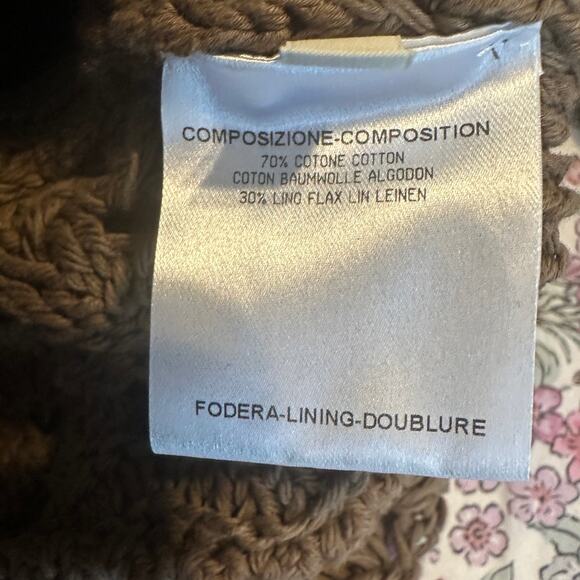 COMPOSIZIONE-COMPOSITION
70% COTONE COTTON
COTON BAUMWOLLE ALGODON
30% LINO FLAX LIN LEINEN
FODERA-LINING-DOUBLURE